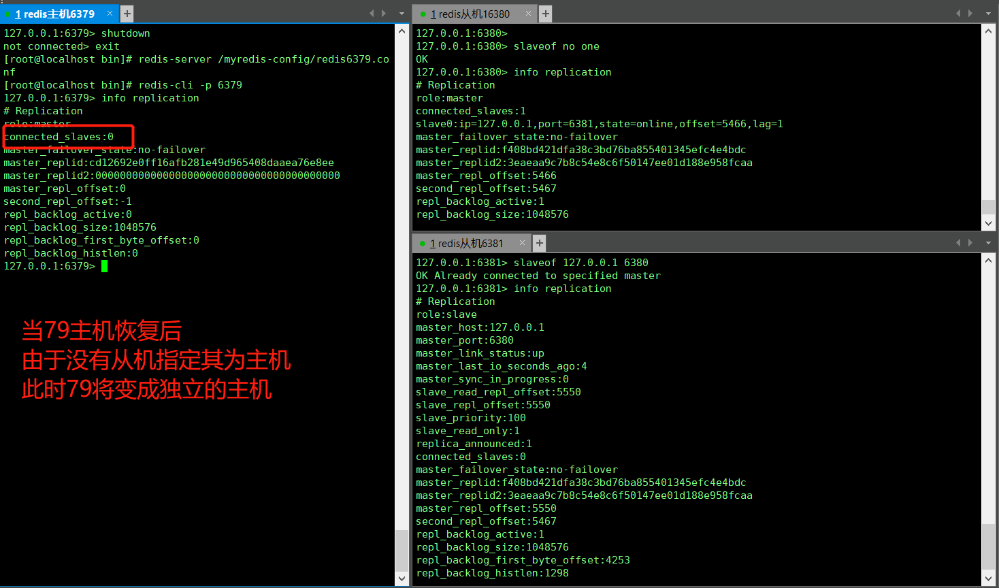 1 redis主机6379 × +
127.0.0.1:6379> shutdown
not connected> exit
[root@localhost bin]# redis-server /myredis-config/redis6379.co
nf
[root@localhost bin]# redis-cli -p 6379
127.0.0.1:6379> info replication
# Replication
role:master
connected_slaves:0
master_failover_state:no-failover
master_replid:cd12692e0ff16afb281e49d965408daaea76e8ee
master_replid2:0000000000000000000000000000000000000000
master_repl_offset:0
second_repl_offset:-1
repl_backlog_active:0
repl_backlog_size:1048576
repl_backlog_first_byte_offset:0
repl_backlog_histlen:0
127.0.0.1:6379>
当79主机恢复后
由于没有从机指定其为主机
此时79将变成独立的主机
1 redis从机16380 × +
127.0.0.1:6380>
127.0.0.1:6380> slaveof no one
OK
127.0.0.1:6380> info replication
# Replication
role:master
connected_slaves:1
slave0:ip=127.0.0.1,port=6381,state=online,offset=5466,lag=1
master_failover_state:no-failover
master_replid:f408bd421dfa38c3bd76ba855401345efc4e4bdc
master_replid2:3eaeaa9c7b8c54e8c6f50147ee01d188e958fcaa
master_repl_offset:5466
second_repl_offset:5467
repl_backlog_active:1
repl_backlog_size:1048576
1 redis从机6381 × +
127.0.0.1:6381> slaveof 127.0.0.1 6380
OK Already connected to specified master
127.0.0.1:6381> info replication
# Replication
role:slave
master_host:127.0.0.1
master_port:6380
master_link_status:up
master_last_io_seconds_ago:4
master_sync_in_progress:0
slave_read_repl_offset:5550
slave_repl_offset:5550
slave_priority:100
slave_read_only:1
replica_announced:1
connected_slaves:0
master_failover_state:no-failover
master_replid:f408bd421dfa38c3bd76ba855401345efc4e4bdc
master_replid2:3eaeaa9c7b8c54e8c6f50147ee01d188e958fcaa
master_repl_offset:5550
second_repl_offset:5467
repl_backlog_active:1
repl_backlog_size:1048576
repl_backlog_first_byte_offset:4253
repl_backlog_histlen:1298